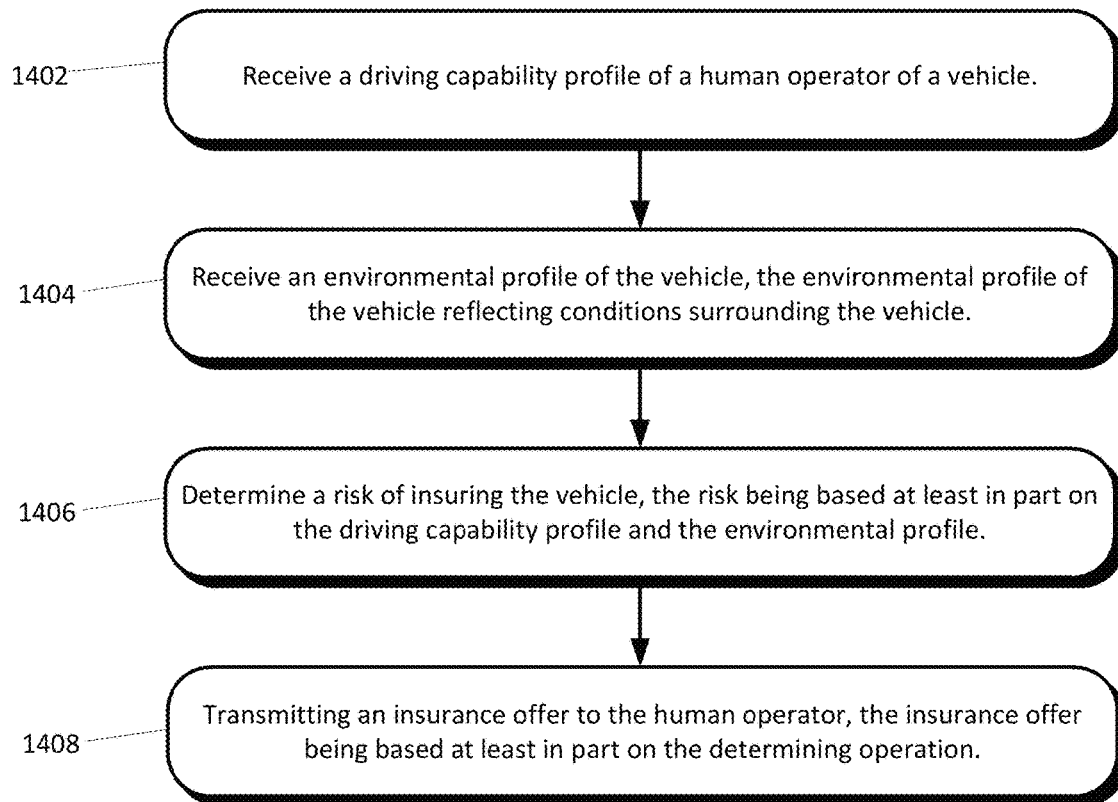 1402
Receive a driving capability profile of a human operator of a vehicle.
1404
Receive an environmental profile of the vehicle, the environmental profile of
the vehicle reflecting conditions surrounding the vehicle.
1406
Determine a risk of insuring the vehicle, the risk being based at least in part on
the driving capability profile and the environmental profile.
1408
Transmitting an insurance offer to the human operator, the insurance offer
being based at least in part on the determining operation.